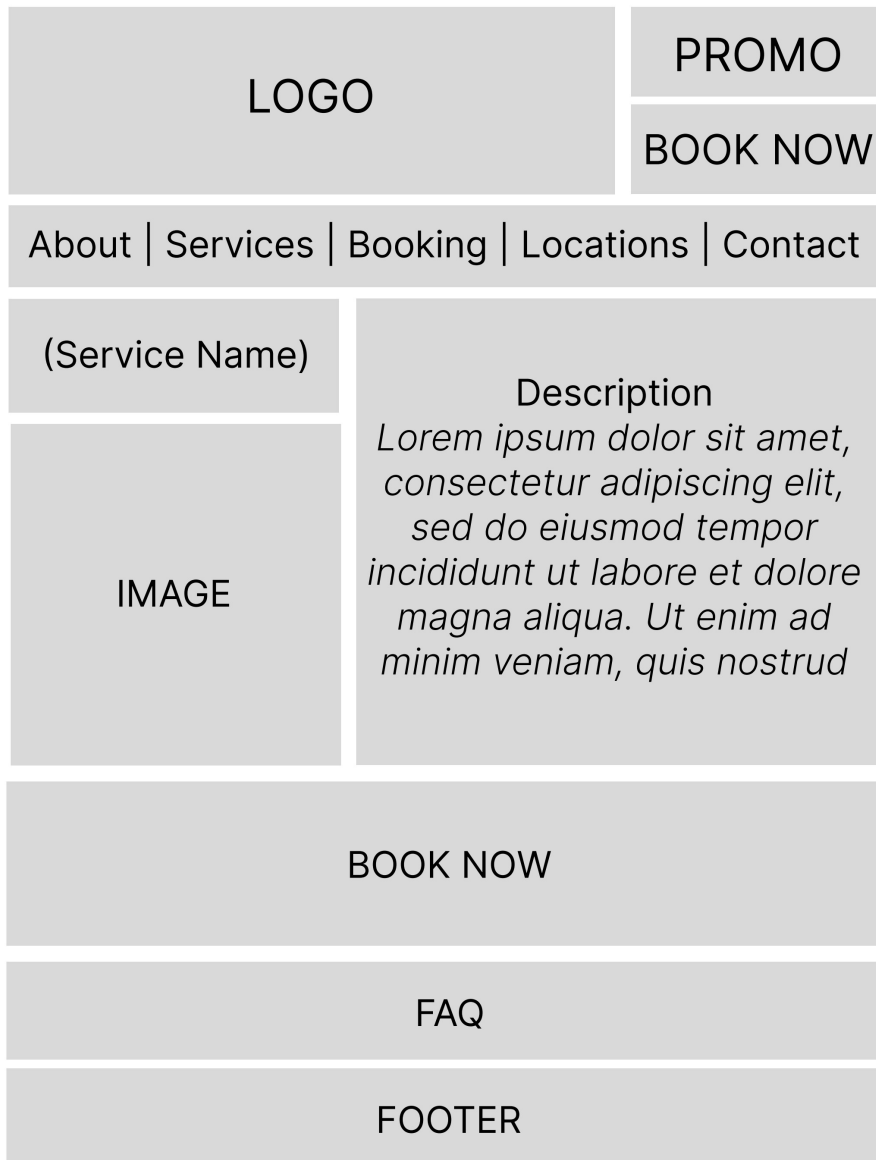 LOGO
PROMO
BOOK NOW
About | Services | Booking | Locations | Contact
(Service Name)
IMAGE
Description
Lorem ipsum dolor sit amet,
consectetur adipiscing elit,
sed do eiusmod tempor
incididunt ut labore et dolore
magna aliqua. Ut enim ad
minim veniam, quis nostrud
BOOK NOW
FAQ
FOOTER